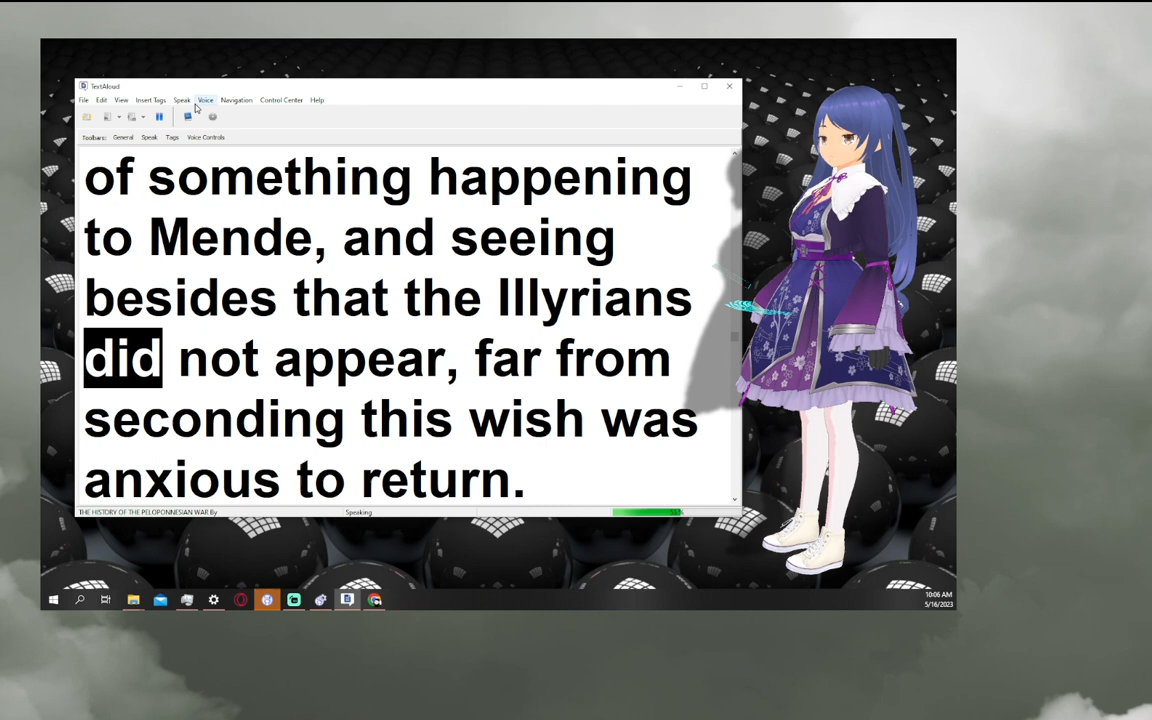 TextAloud
File Edit View Insert Tags Speak Voice Navigation Control Center Help
Toolbars: General Speak Tags Voice Controls
of something happening
to Mende, and seeing
besides that the Illyrians
did not appear, far from
seconding this wish was
anxious to return.
THE HISTORY OF THE PELOPONNESIAN WAR By Speaking
10:06 AM
5/16/2023